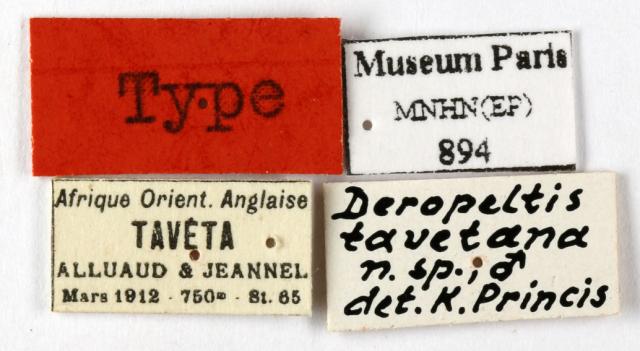 Type
Museum Paris
MNHN(EP)
894
Afrique Orient. Anglaise
TAVÉTA
ALLUAUD & JEANNEL
Mars 1912 - 750m - St. 65
Deropeltis
tavetana
n. sp.; ♂
det. K. Princis